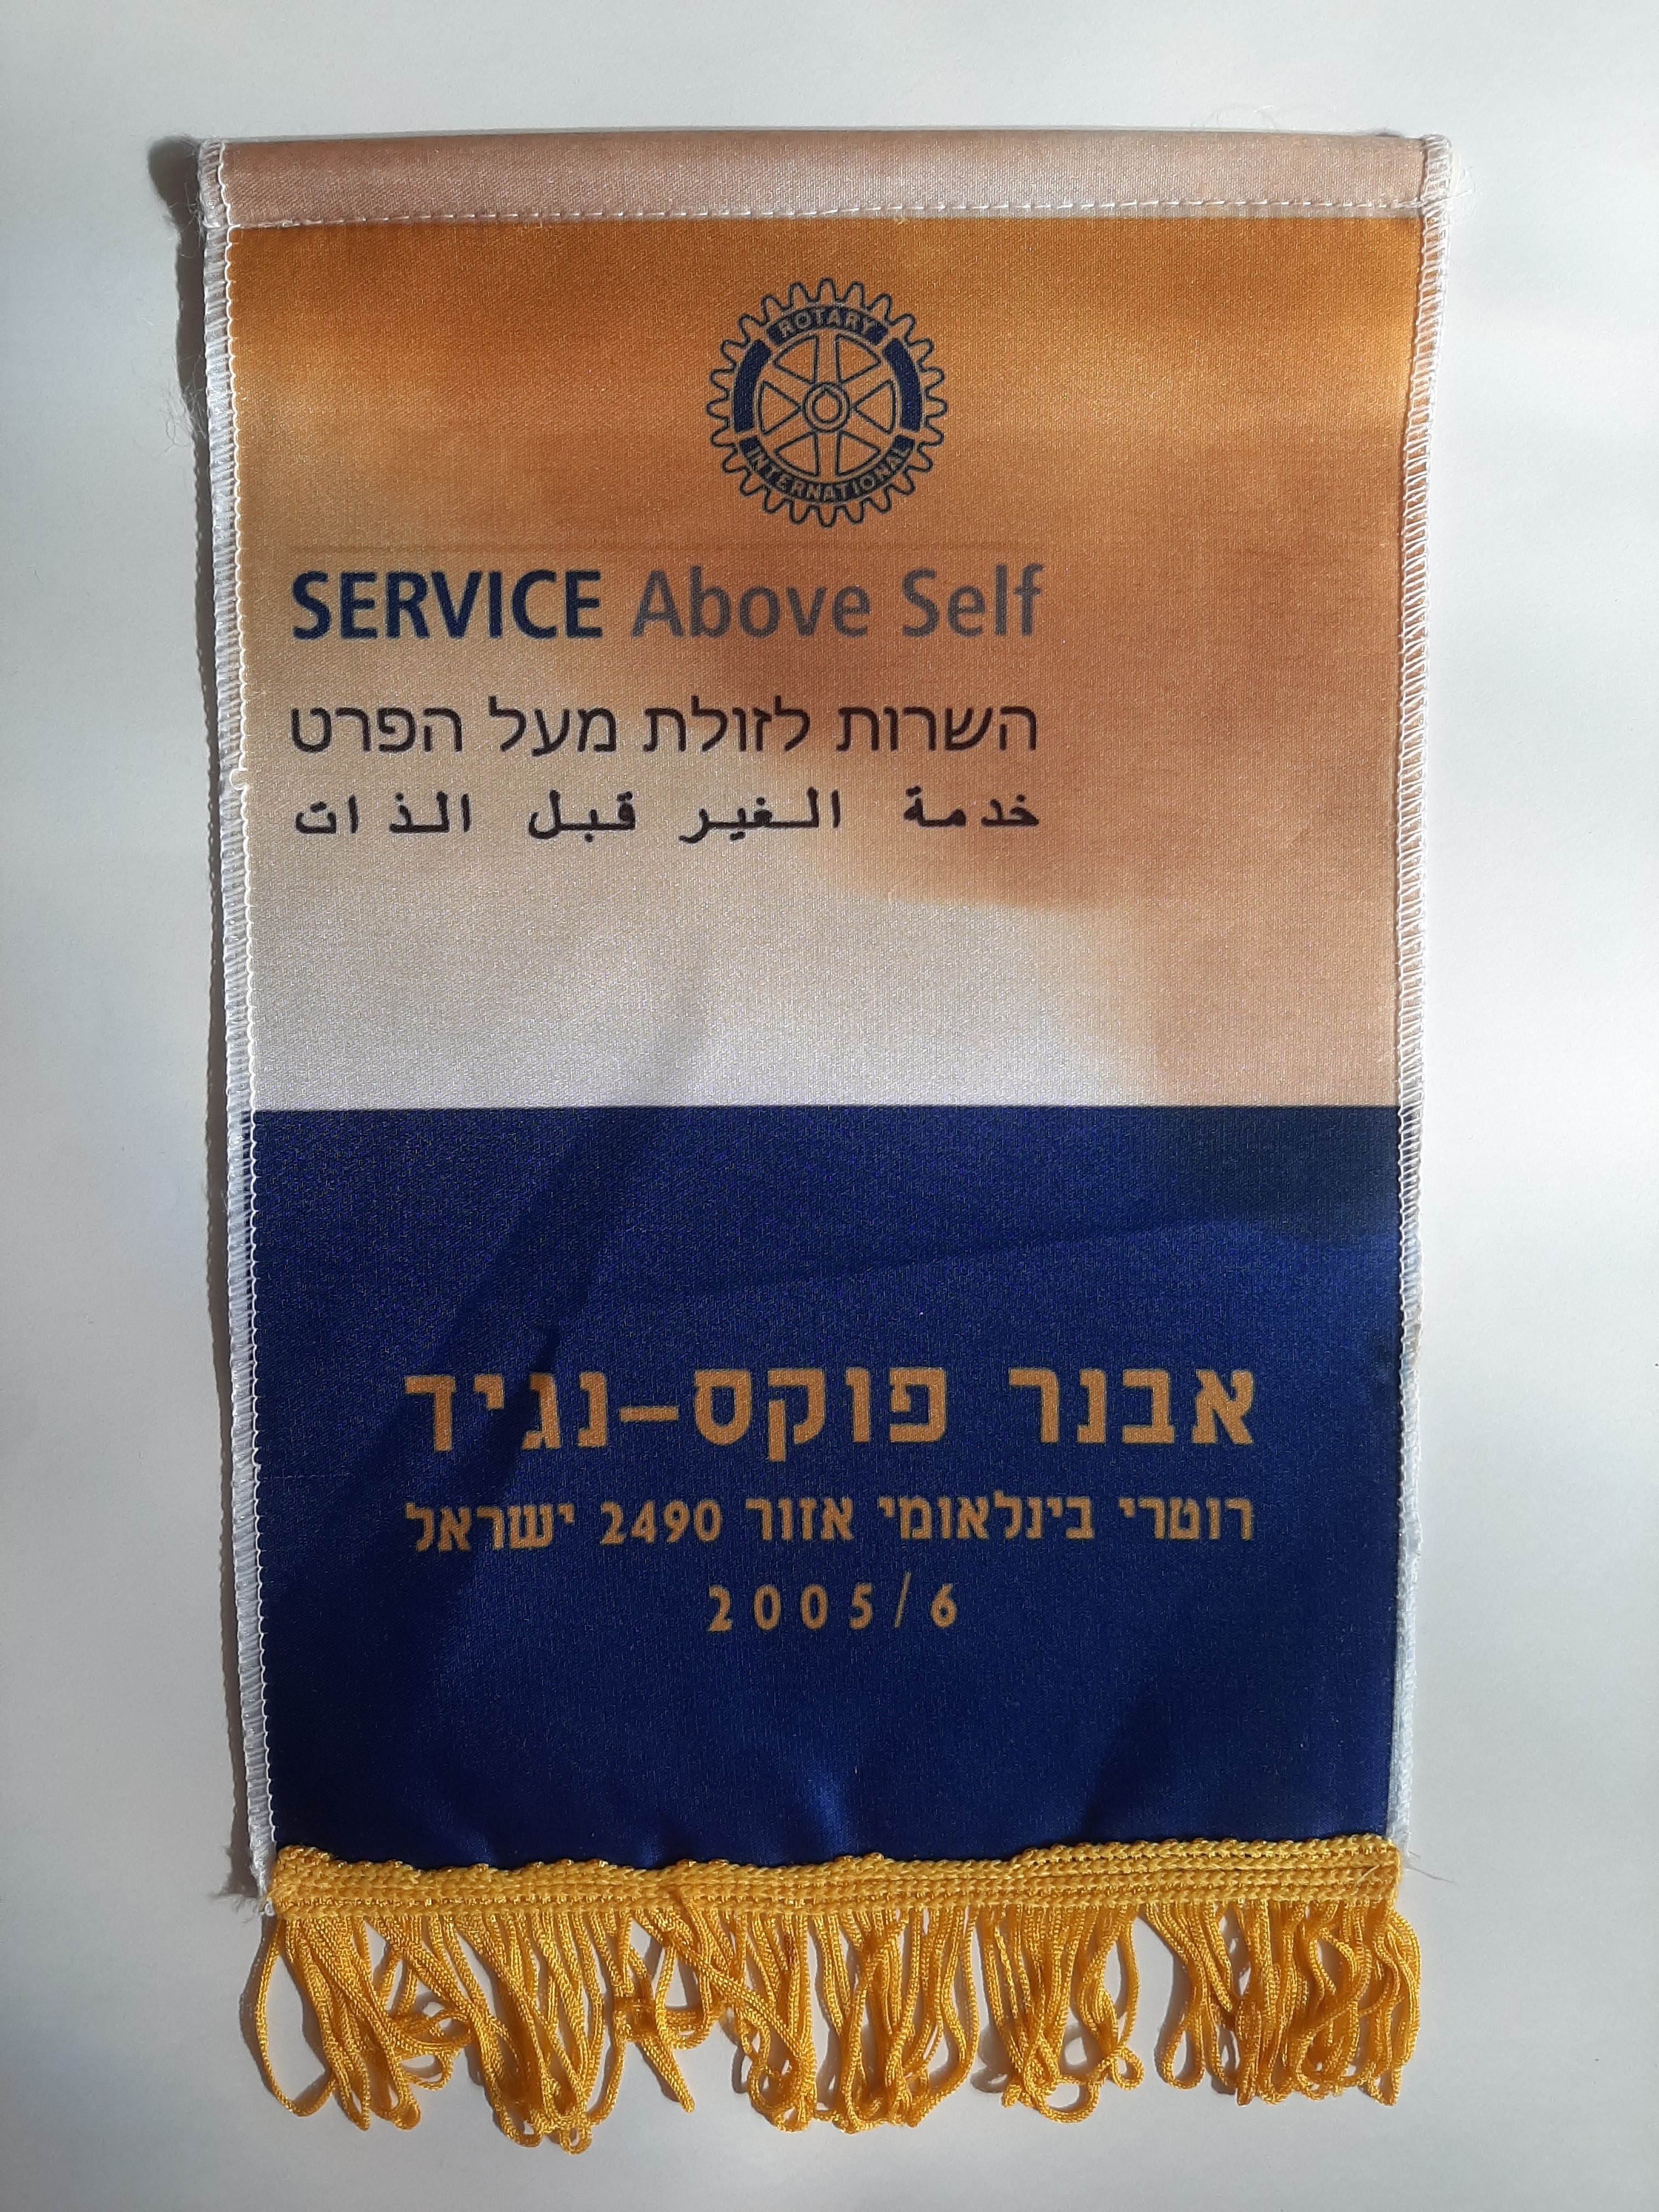 ROTARY
INTERNATIONAL
SERVICE Above Self
השרות לזולת מעל הפרט
خدمة الغير قبل الذات
אבנר פוקס-נגיד
רוטרי בינלאומי אזור 2490 ישראל
2005/6